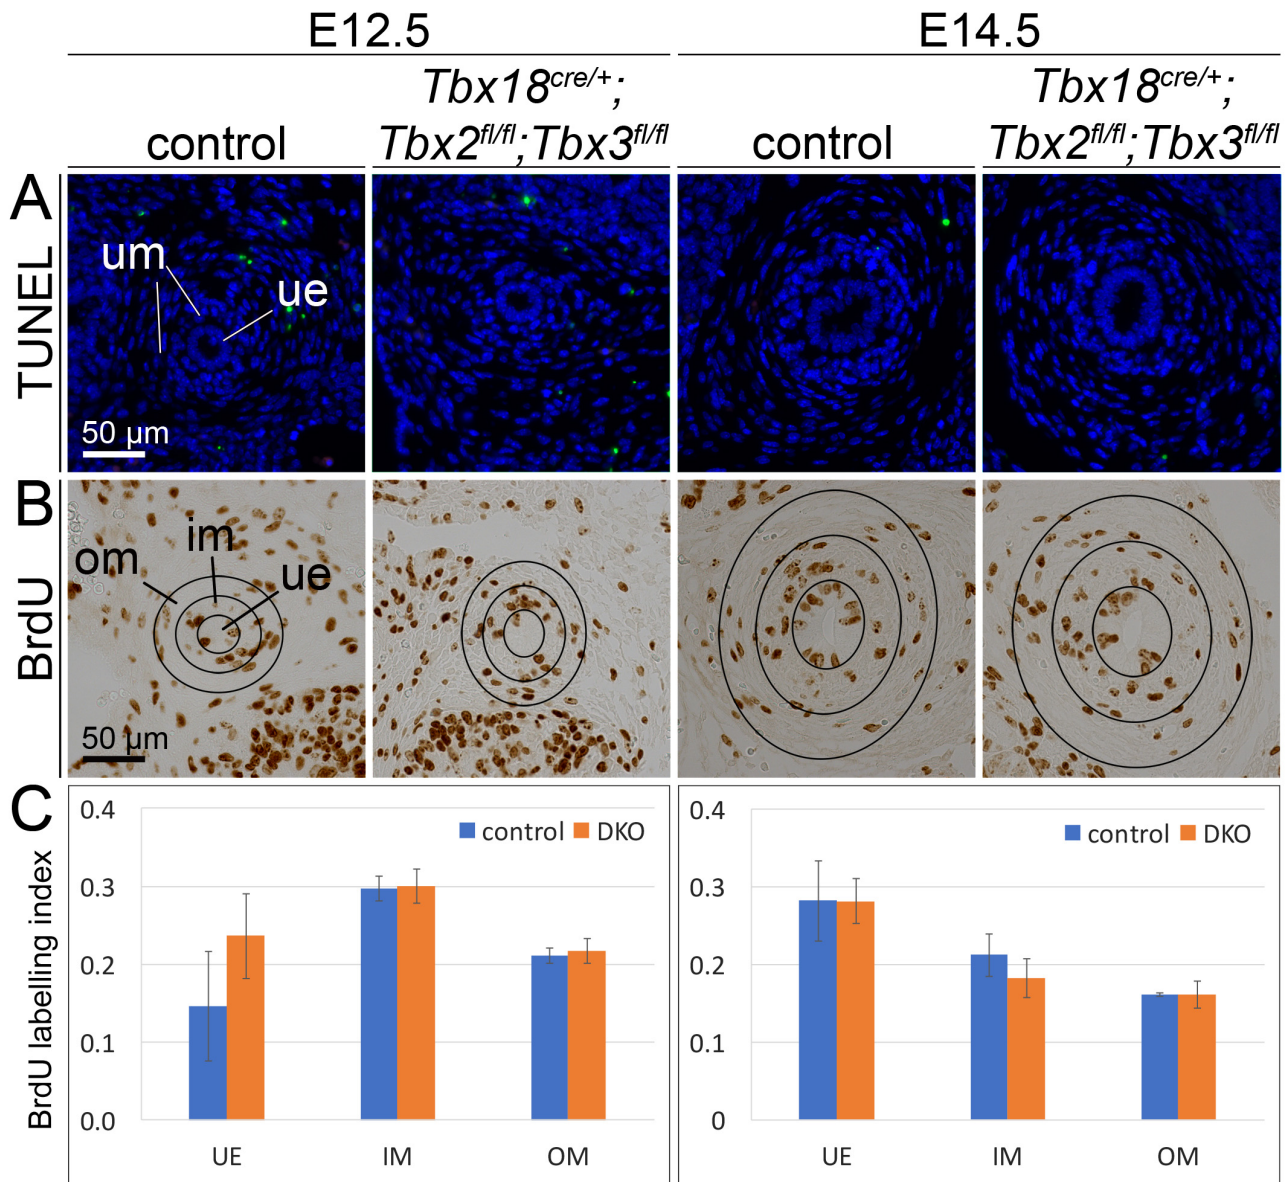 E12.5 E14.5
Tbx18cre/+; Tbx18cre/+;
control Tbx2fl/fl;Tbx3fl/fl control Tbx2fl/fl;Tbx3fl/fl
A
TUNEL
um
ue
50 µm
B
BrdU
om
im
ue
50 µm
C
BrdU labelling index
0.4
0.3
0.2
0.1
0.0
control DKO
UE IM OM
0.4
0.3
0.2
0.1
0
control DKO
UE IM OM